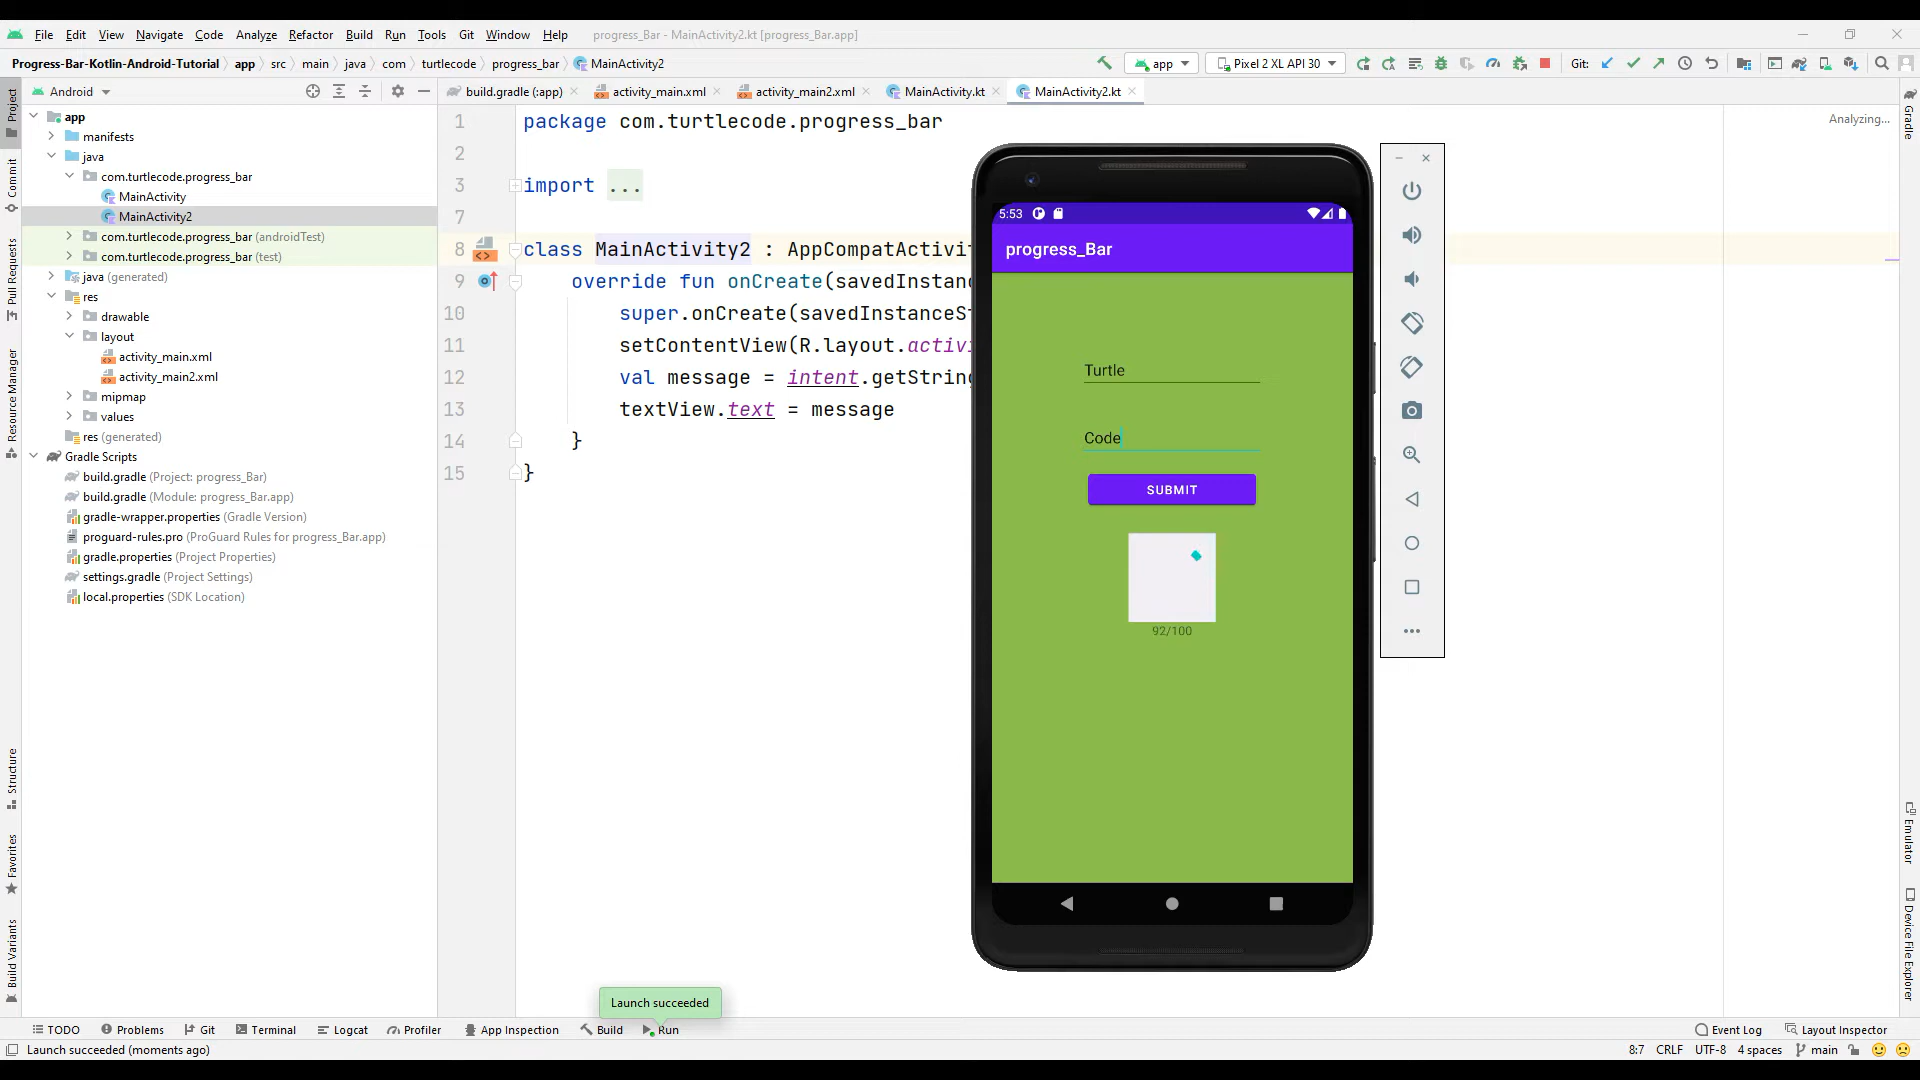 File Edit View Navigate Code Analyze Refactor Build Run Tools Git Window Help progress_Bar - MainActivity2.kt [progress_Bar.app]
Progress-Bar-Kotlin-Android-Tutorial app src main java com turtlecode progress_bar MainActivity2 app Pixel 2 XL API 30 Git:
Android
build.gradle (:app) activity_main.xml activity_main2.xml MainActivity.kt MainActivity2.kt
Project
Commit
Pull Requests
Resource Manager
Structure
Favorites
Build Variants
app
manifests
java
com.turtlecode.progress_bar
MainActivity
MainActivity2
com.turtlecode.progress_bar (androidTest)
com.turtlecode.progress_bar (test)
java (generated)
res
drawable
layout
activity_main.xml
activity_main2.xml
mipmap
values
res (generated)
Gradle Scripts
build.gradle (Project: progress_Bar)
build.gradle (Module: progress_Bar.app)
gradle-wrapper.properties (Gradle Version)
proguard-rules.pro (ProGuard Rules for progress_Bar.app)
gradle.properties (Project Properties)
settings.gradle (Project Settings)
local.properties (SDK Location)
1 package com.turtlecode.progress_bar
2
3 import ...
7
8 class MainActivity2 : AppCompatActivit
9 override fun onCreate(savedInstanc
10 super.onCreate(savedInstanceSt
11 setContentView(R.layout.activi
12 val message = intent.getString
13 textView.text = message
14 }
15 }
Analyzing...
5:53
progress_Bar
Turtle
Code
SUBMIT
92/100
Gradle
Emulator
Device File Explorer
Launch succeeded
TODO Problems Git Terminal Logcat Profiler App Inspection Build Run Event Log Layout Inspector
Launch succeeded (moments ago) 8:7 CRLF UTF-8 4 spaces main